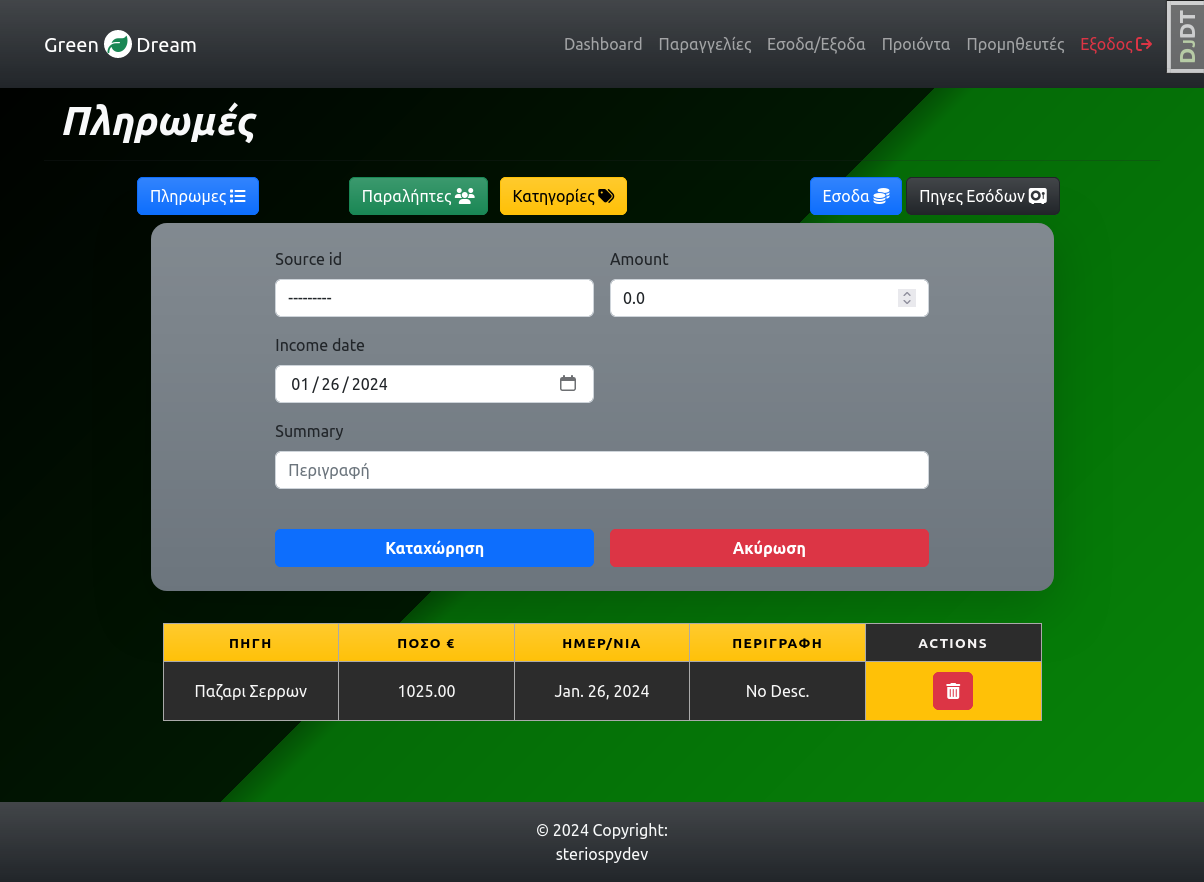 Green Dream
Dashboard Παραγγελίες Εσοδα/Εξοδα Προιόντα Προμηθευτές Εξοδος
DJDT
Πληρωμές
Πληρωμες Παραλήπτες Κατηγορίες Εσοδα Πηγες Εσόδων
Source id Amount
--------- 0.0
Income date
01 / 26 / 2024
Summary
Περιγραφή
Καταχώρηση Ακύρωση
ΠΗΓΗ ΠΟΣΟ € ΗΜΕΡ/ΝΙΑ ΠΕΡΙΓΡΑΦΗ ACTIONS
Παζαρι Σερρων 1025.00 Jan. 26, 2024 No Desc.
© 2024 Copyright:
steriospydev